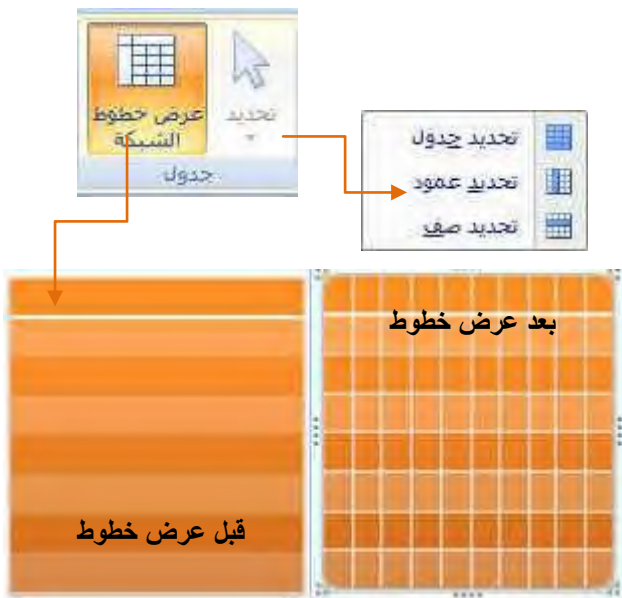 تحديد
عرض خطوط
الشبكة
جدول
تحديد جدول
تحديد عمود
تحديد صف
بعد عرض خطوط
قبل عرض خطوط